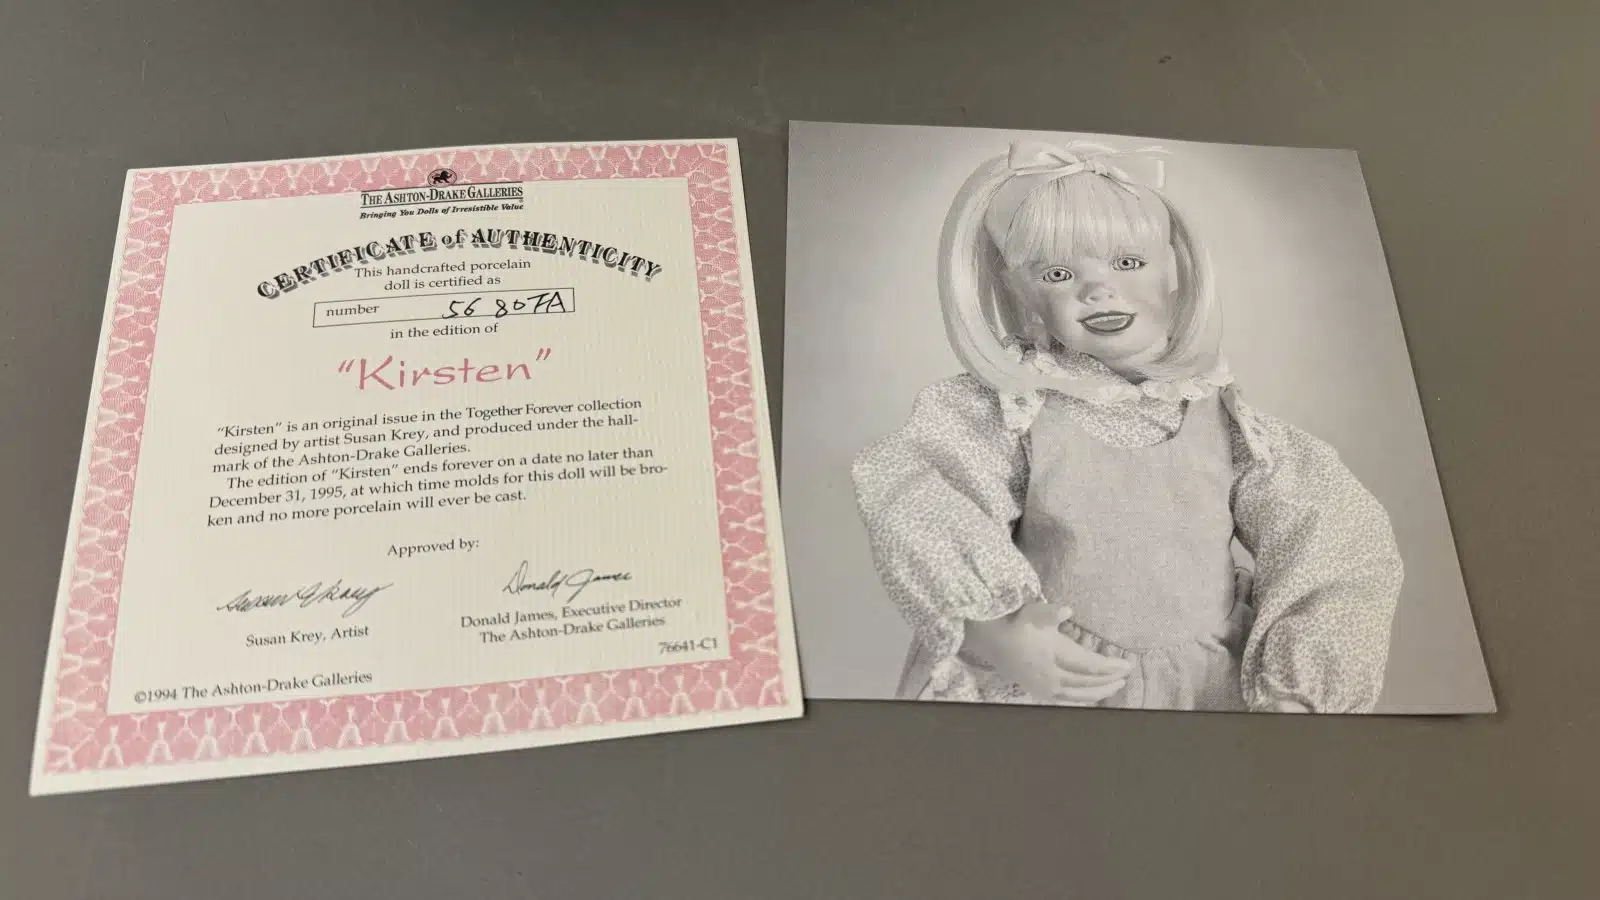 THE ASHTON-DRAKE GALLERIES
Bringing You Dolls of Irresistible Value
CERTIFICATE of AUTHENTICITY
This handcrafted porcelain
doll is certified as
number 56 807A
in the edition of
“Kirsten”
“Kirsten” is an original issue in the Together Forever collection
designed by artist Susan Krey, and produced under the hall-
mark of the Ashton-Drake Galleries.
The edition of “Kirsten” ends forever on a date no later than
December 31, 1995, at which time molds for this doll will be bro-
ken and no more porcelain will ever be cast.
Approved by:
Donald James
Susan Krey, Artist
Donald James, Executive Director
The Ashton-Drake Galleries
76641-C1
©1994 The Ashton-Drake Galleries